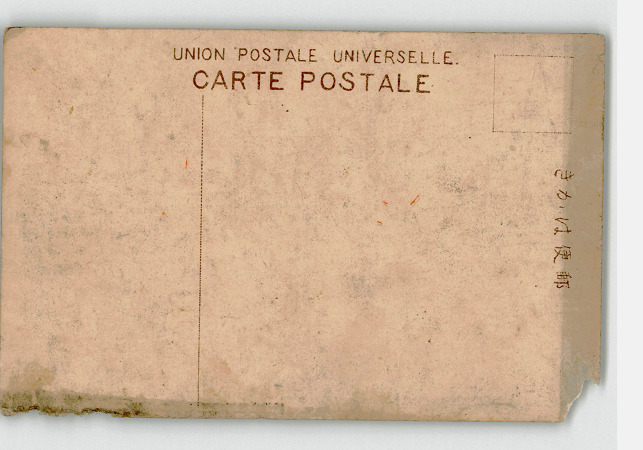 UNION POSTALE UNIVERSELLE.
CARTE POSTALE
きかは便郵